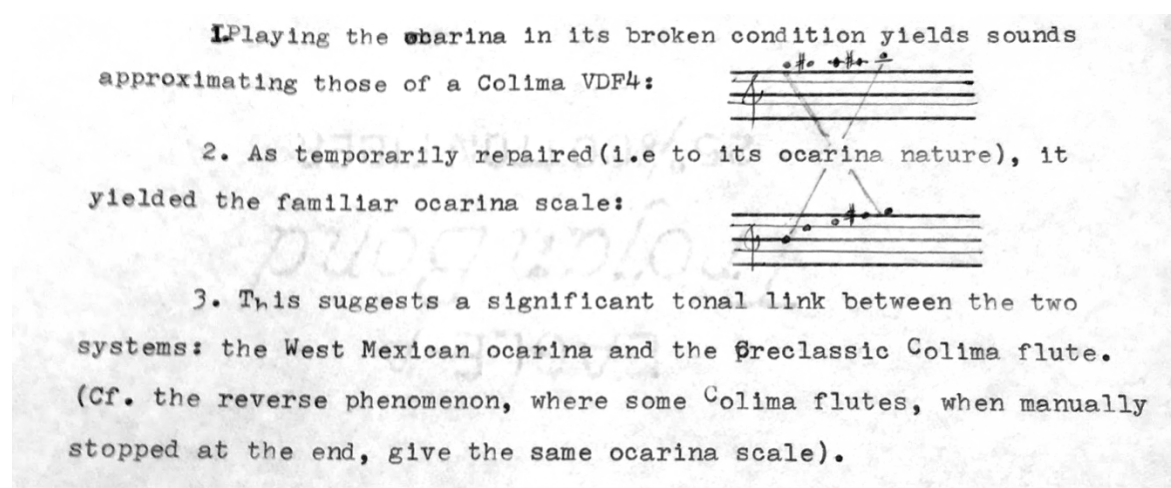 1.Playing the ocarina in its broken condition yields sounds
approximating those of a Colima VDF4:
2. As temporarily repaired(i.e to its ocarina nature), it
yielded the familiar ocarina scale:
3. This suggests a significant tonal link between the two
systems: the West Mexican ocarina and the Preclassic Colima flute.
(Cf. the reverse phenomenon, where some Colima flutes, when manually
stopped at the end, give the same ocarina scale).